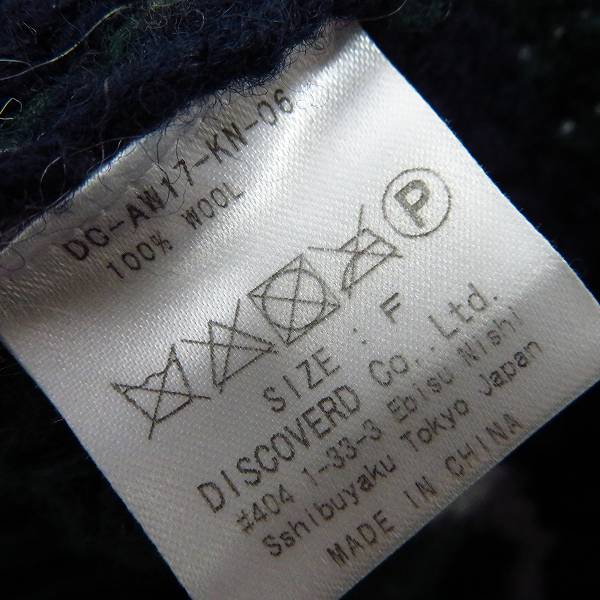 DC-AW17-KN-06
100% WOOL
P
SIZE : F
DISCOVERD Co.,Ltd.
#404 1-33-3 Ebisu Nishi
Sshibuyaku Tokyo Japan
MADE IN CHINA